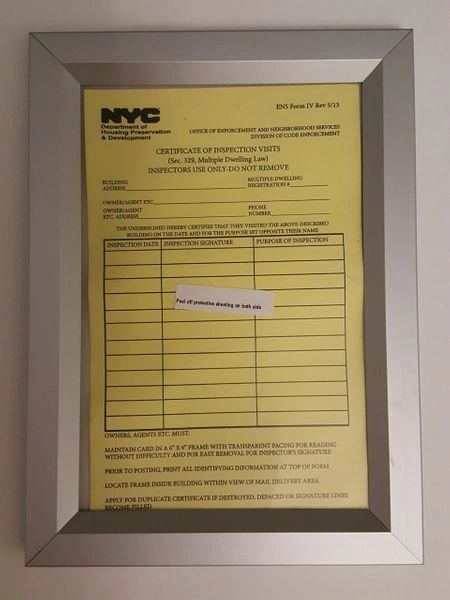 NYC
Department of
Housing Preservation
& Development
ENS Form IV Rev 5/13
OFFICE OF ENFORCEMENT AND NEIGHBORHOOD SERVICES
DIVISION OF CODE ENFORCEMENT
CERTIFICATE OF INSPECTION VISITS
(Sec. 329, Multiple Dwelling Law)
INSPECTORS USE ONLY-DO NOT REMOVE
BUILDING
ADDRESS
MULTIPLE DWELLING
REGISTRATION #
OWNER/AGENT ETC.
OWNER/AGENT
ETC. ADDRESS
PHONE
NUMBER
THE UNDERSIGNED HEREBY CERTIFIES THAT THEY VISITED THE ABOVE-DESCRIBED
BUILDING ON THE DATE AND FOR THE PURPOSE SET OPPOSITE THEIR NAME
INSPECTION DATE INSPECTION SIGNATURE PURPOSE OF INSPECTION
Peel off protective sheeting on both side
OWNERS, AGENTS ETC. MUST:
MAINTAIN CARD IN A 6" X 9" FRAME WITH TRANSPARENT FACING FOR READING
WITHOUT DIFFICULTY AND FOR EASY REMOVAL FOR INSPECTOR'S SIGNATURE
PRIOR TO POSTING, PRINT ALL IDENTIFYING INFORMATION AT TOP OF FORM
LOCATE FRAME INSIDE BUILDING WITHIN VIEW OF MAIL DELIVERY AREA
APPLY FOR DUPLICATE CERTIFICATE IF DESTROYED, DEFACED OR SIGNATURE LINES
BECOME FILLED